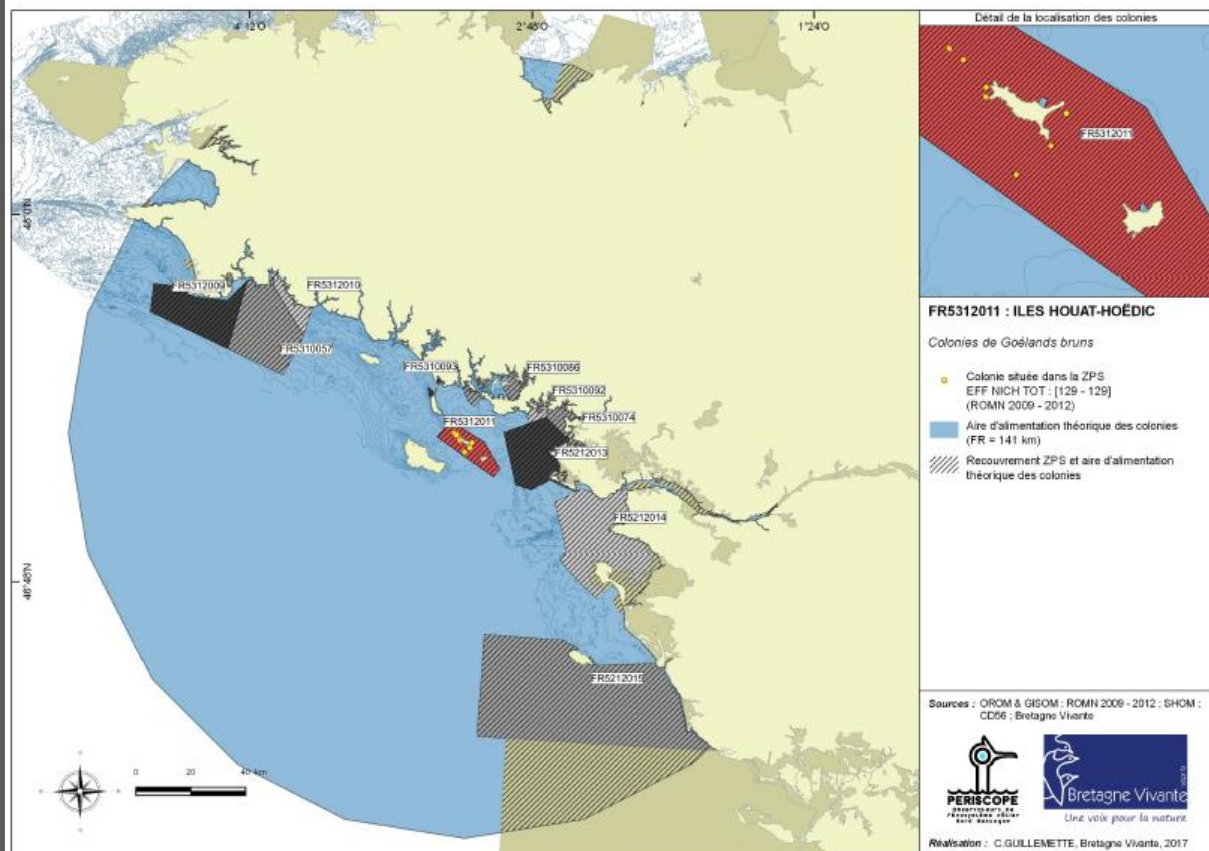 4°12'O
2°48'O
1°24'O
48°0'N
46°48'N
FR5312009
FR5312010
FR5310057
FR5310093
FR5310086
FR5310092
FR5310074
FR5312011
FR5212013
FR5212014
FR5212015
0 20 40 km
Détail de la localisation des colonies
FR5312011
FR5312011 : ILES HOUAT-HOËDIC
Colonies de Goélands bruns
Colonie située dans la ZPS
EFF NICH TOT : [129 - 129]
(ROMN 2009 - 2012)
Aire d'alimentation théorique des colonies
(FR = 141 km)
Recouvrement ZPS et aire d'alimentation
théorique des colonies
Sources : OROM & GISOM : ROMN 2009 - 2012 ; SHOM ;
CD56 ; Bretagne Vivante
PERISCOPE
Bretagne Vivante
Une voix pour la nature
Réalisation : C.GUILLEMETTE, Bretagne Vivante, 2017